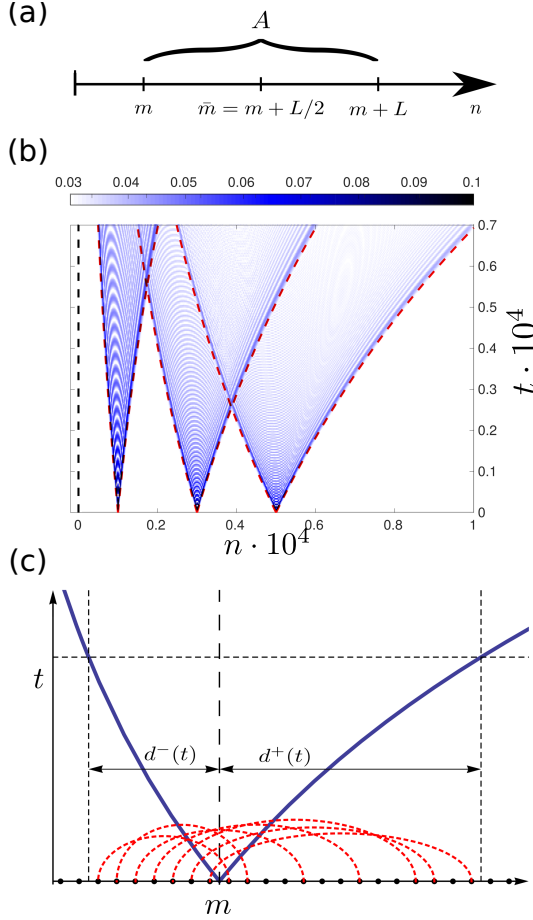 (a)
A
m
m̄ = m + L/2
m + L
n
(b)
0.03 0.04 0.05 0.06 0.07 0.08 0.09 0.1
0.7
0.6
0.5
0.4
0.3
0.2
0.1
0
t · 10⁴
0 0.2 0.4 0.6 0.8 1
n · 10⁴
(c)
t
d⁻(t)
d⁺(t)
m